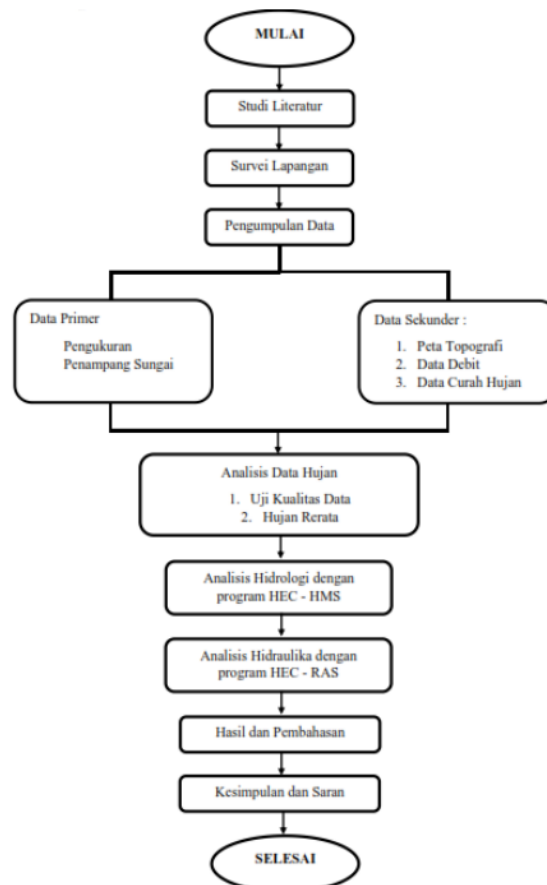 MULAI
Studi Literatur
Survei Lapangan
Pengumpulan Data
Data Primer
Pengukuran
Penampang Sungai
Data Sekunder :
1. Peta Topografi
2. Data Debit
3. Data Curah Hujan
Analisis Data Hujan
1. Uji Kualitas Data
2. Hujan Rerata
Analisis Hidrologi dengan
program HEC - HMS
Analisis Hidraulika dengan
program HEC - RAS
Hasil dan Pembahasan
Kesimpulan dan Saran
SELESAI